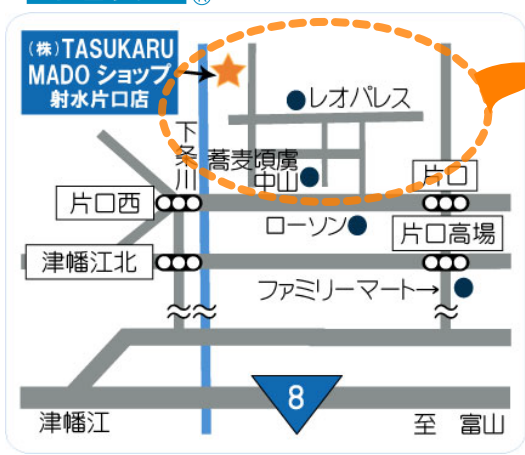 ®
(株)TASUKARU
MADO ショップ
射水片口店
レオパレス
下条川
蕎麦頃虜
中山
片口
片口西
ローソン
片口高場
津幡江北
ファミリーマート→
8
津幡江
至 富山